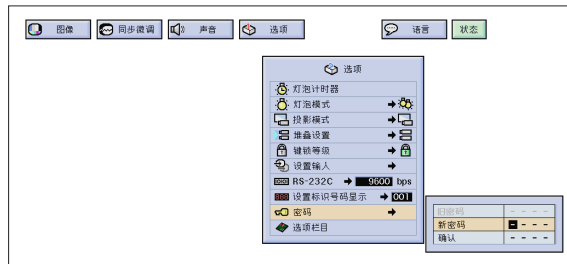 图像 同步微调 声音 选项 语言 状态
选项
灯泡计时器
灯泡模式
投影模式
堆叠设置
键锁等级
设置输入
RS-232C 9600 bps
设置标识号码显示 001
密码
选项栏目
旧密码 - - - -
新密码 - - - -
确认 - - - -